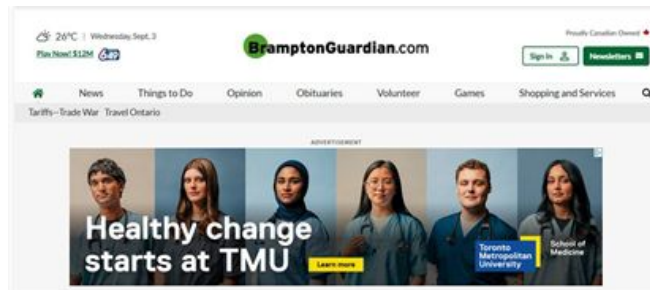 26°C | Wednesday, Sept. 3
Play Now! $12M 6/49
BramptonGuardian.com
Proudly Canadian Owned
Sign in
Newsletters
News Things to Do Opinion Obituaries Volunteer Games Shopping and Services
Tariffs--Trade War Travel Ontario
ADVERTISEMENT
Healthy change
starts at TMU
Learn more
Toronto
Metropolitan
University
School of
Medicine